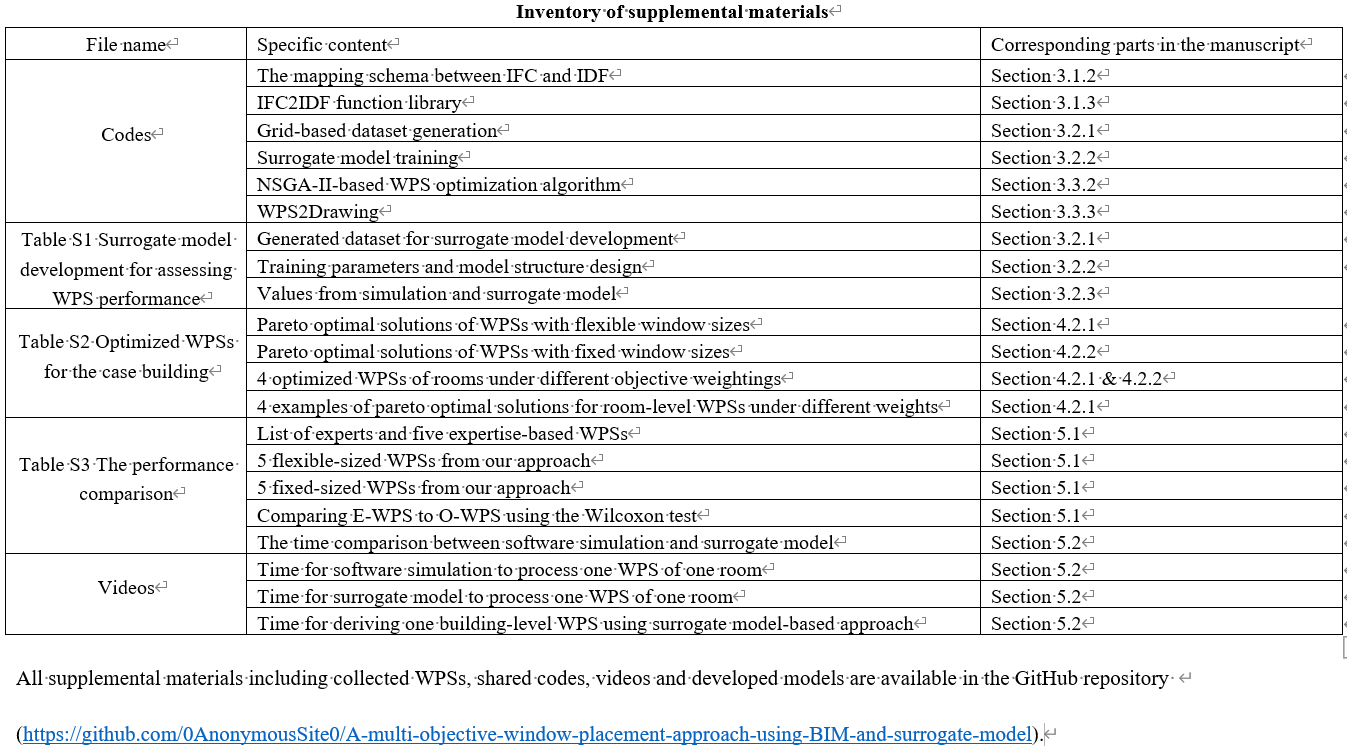 Inventory of supplemental materials
File name Specific content Corresponding parts in the manuscript
Codes
The mapping schema between IFC and IDF Section 3.1.2
IFC2IDF function library Section 3.1.3
Grid-based dataset generation Section 3.2.1
Surrogate model training Section 3.2.2
NSGA-II-based WPS optimization algorithm Section 3.3.2
WPS2Drawing Section 3.3.3
Table S1 Surrogate model
development for assessing
WPS performance
Generated dataset for surrogate model development Section 3.2.1
Training parameters and model structure design Section 3.2.2
Values from simulation and surrogate model Section 3.2.3
Table S2 Optimized WPSs
for the case building
Pareto optimal solutions of WPSs with flexible window sizes Section 4.2.1
Pareto optimal solutions of WPSs with fixed window sizes Section 4.2.2
4 optimized WPSs of rooms under different objective weightings Section 4.2.1 & 4.2.2
4 examples of pareto optimal solutions for room-level WPSs under different weights Section 4.2.1
Table S3 The performance
comparison
List of experts and five expertise-based WPSs Section 5.1
5 flexible-sized WPSs from our approach Section 5.1
5 fixed-sized WPSs from our approach Section 5.1
Comparing E-WPS to O-WPS using the Wilcoxon test Section 5.1
The time comparison between software simulation and surrogate model Section 5.2
Videos
Time for software simulation to process one WPS of one room Section 5.2
Time for surrogate model to process one WPS of one room Section 5.2
Time for deriving one building-level WPS using surrogate model-based approach Section 5.2
All supplemental materials including collected WPSs, shared codes, videos and developed models are available in the GitHub repository
(https://github.com/0AnonymousSite0/A-multi-objective-window-placement-approach-using-BIM-and-surrogate-model).